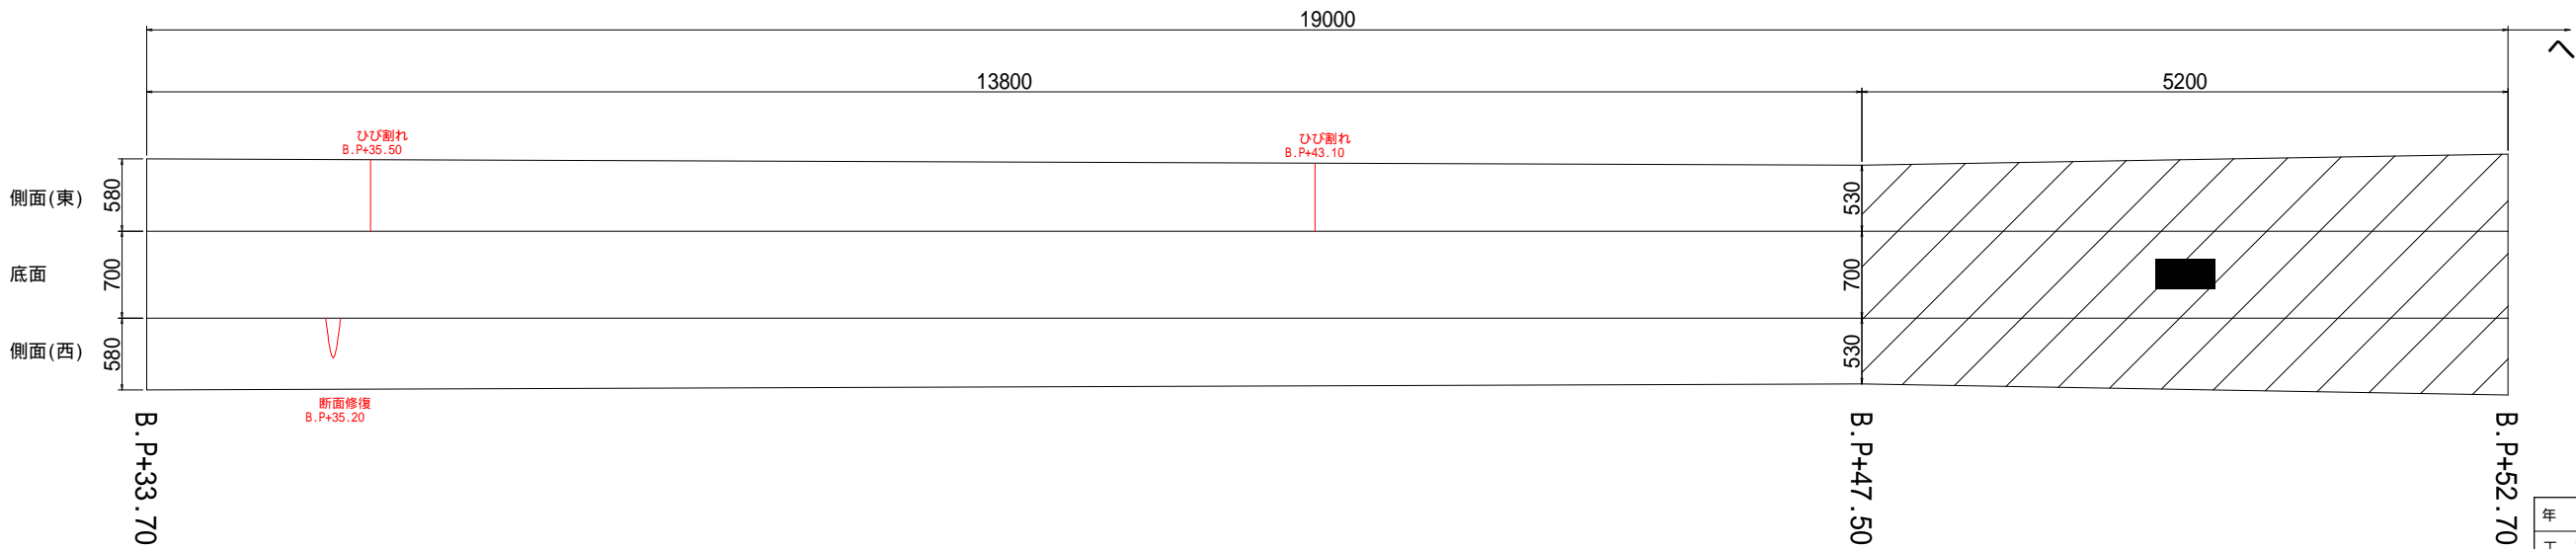 19000
へ
13800
5200
ひび割れ
B.P+35.50
ひび割れ
B.P+43.10
側面(東)
580
530
底面
700
700
側面(西)
580
530
断面修復
B.P+35.20
B.P+33.70
B.P+47.50
B.P+52.70
年